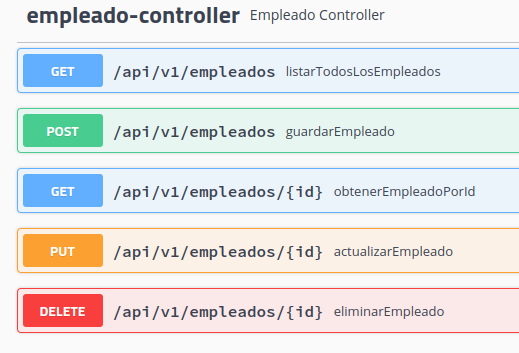 empleado-controller Empleado Controller
GET /api/v1/empleados listarTodosLosEmpleados
POST /api/v1/empleados guardarEmpleado
GET /api/v1/empleados/{id} obtenerEmpleadoPorId
PUT /api/v1/empleados/{id} actualizarEmpleado
DELETE /api/v1/empleados/{id} eliminarEmpleado